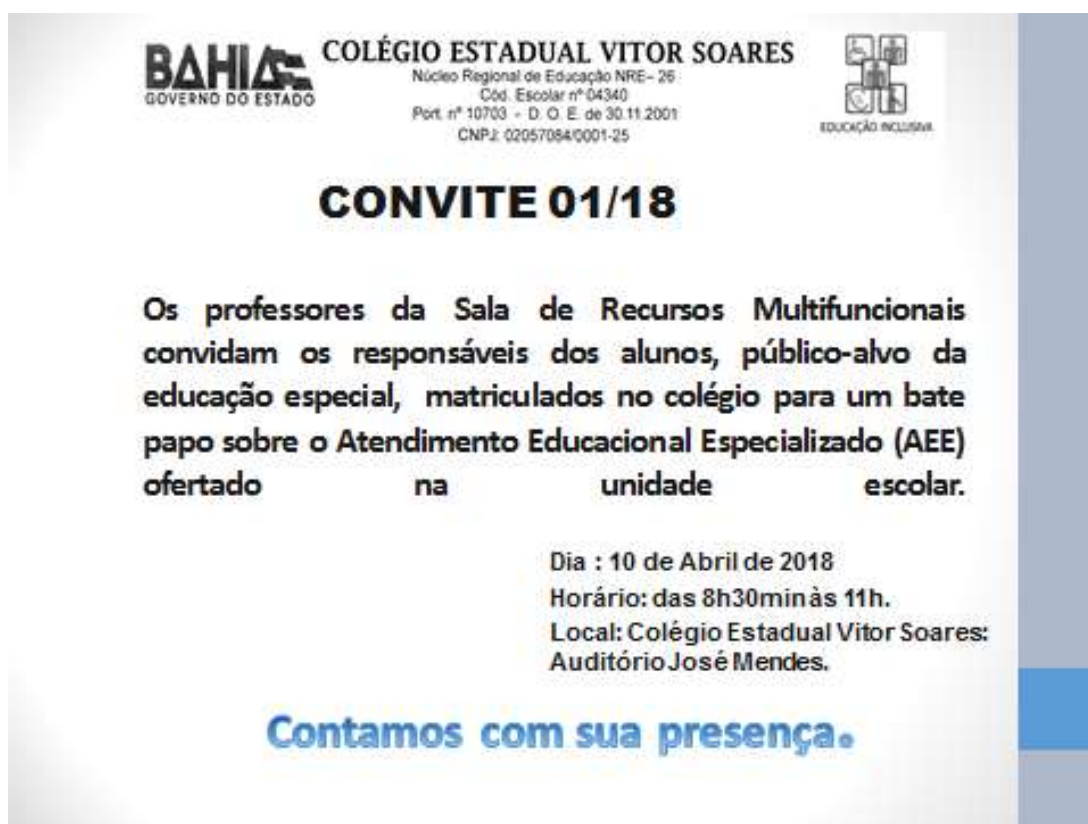 BAHIA
GOVERNO DO ESTADO
COLÉGIO ESTADUAL VITOR SOARES
Núcleo Regional de Educação NRE– 26
Cód. Escolar nº 04340
Port. nº 10703 - D. O. E. de 30.11.2001
CNPJ: 02057084/0001-25
EDUCAÇÃO INCLUSIVA
CONVITE 01/18
Os professores da Sala de Recursos Multifuncionais
convidam os responsáveis dos alunos, público-alvo da
educação especial, matriculados no colégio para um bate
papo sobre o Atendimento Educacional Especializado (AEE)
ofertado na unidade escolar.
Dia : 10 de Abril de 2018
Horário: das 8h30min às 11h.
Local: Colégio Estadual Vitor Soares:
Auditório José Mendes.
Contamos com sua presença.